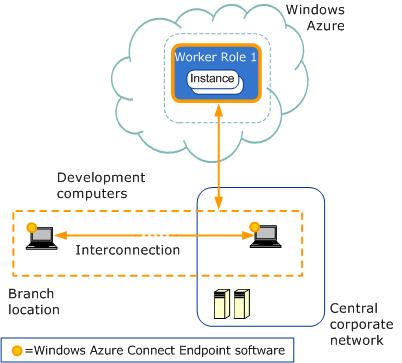 Windows
Azure
Worker Role 1
Instance
Development
computers
Interconnection
Branch
location
Central
corporate
network
=Windows Azure Connect Endpoint software